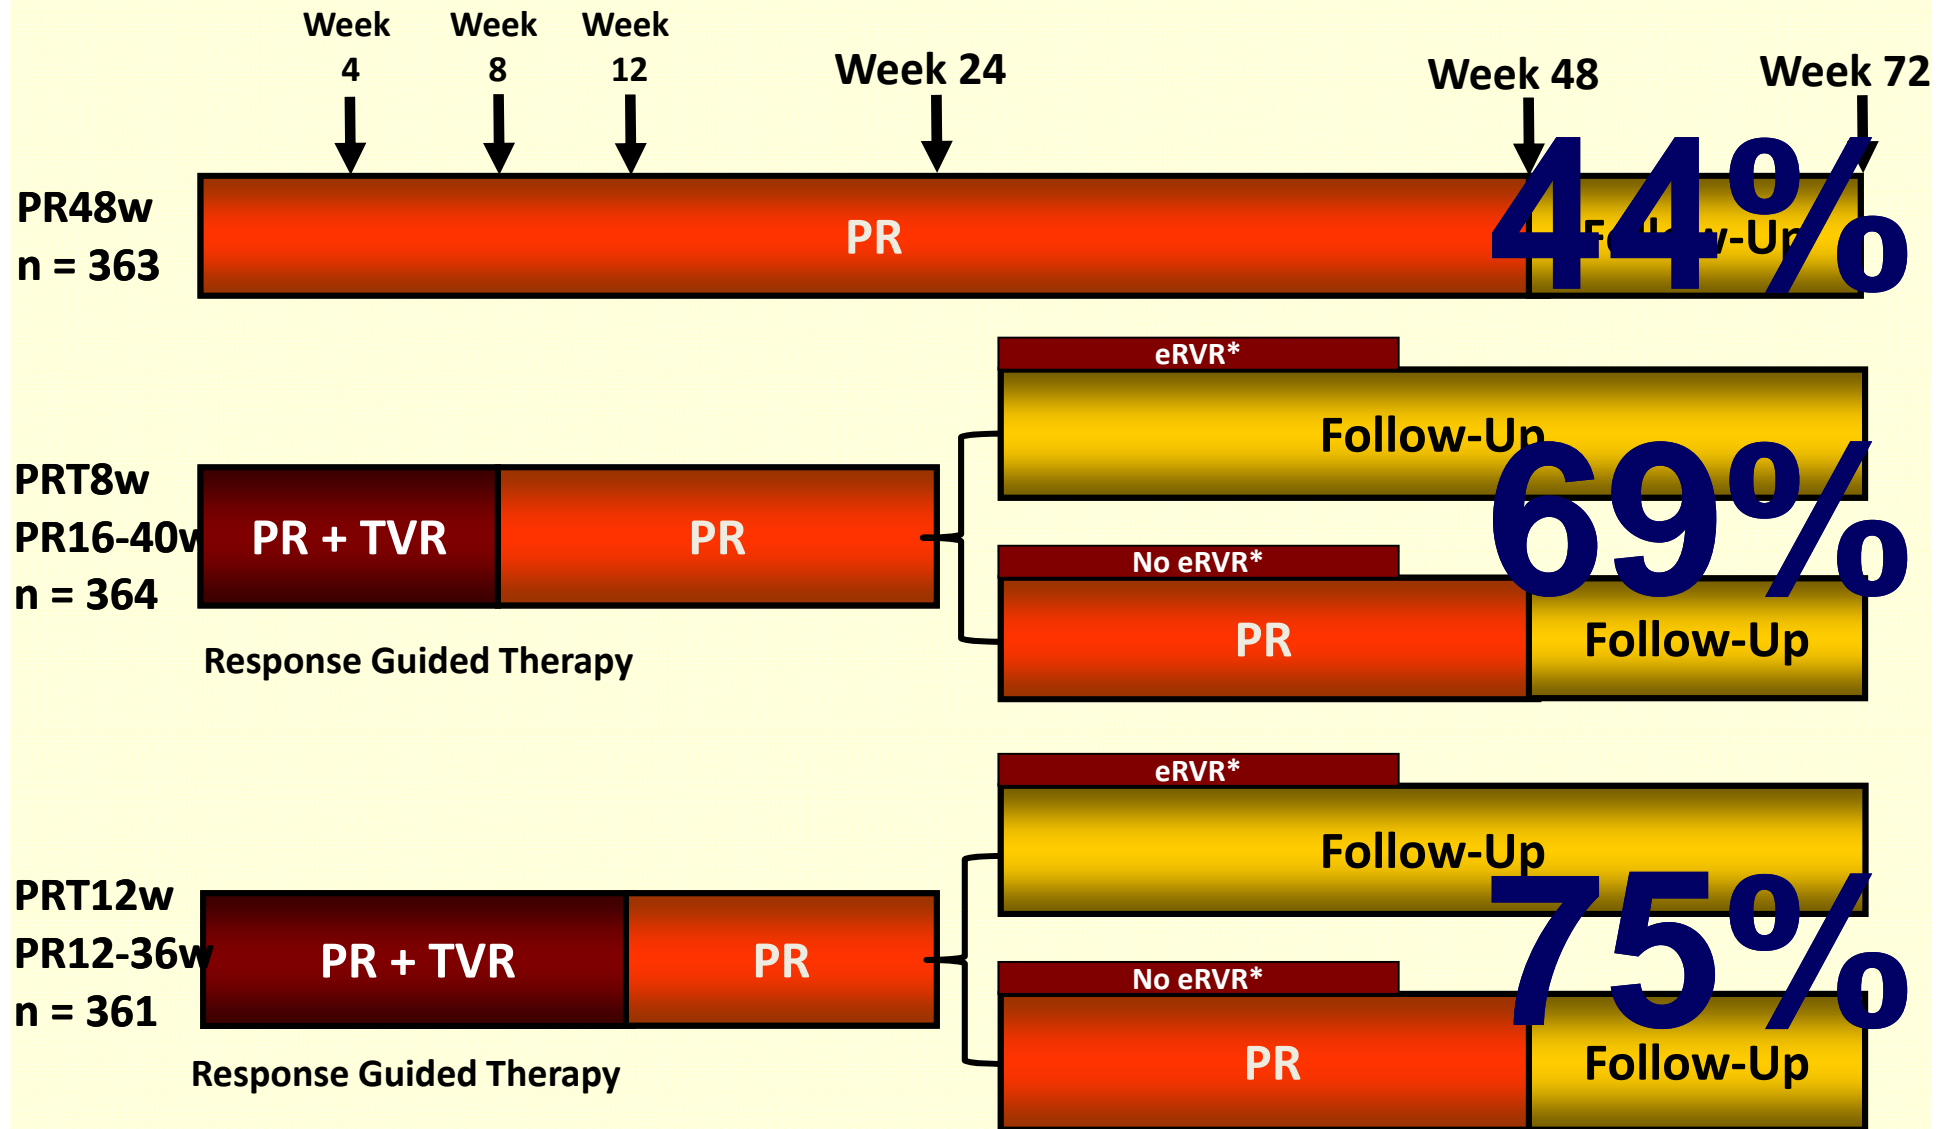 Week
4
Week
8
Week
12
Week 24
Week 48
Week 72
PR48w
n = 363
PR
Follow-Up
44%
eRVR*
Follow-Up
PRT8w
PR16-40w
n = 364
PR + TVR
PR
69%
No eRVR*
PR
Follow-Up
Response Guided Therapy
eRVR*
Follow-Up
PRT12w
PR12-36w
n = 361
PR + TVR
PR
75%
No eRVR*
PR
Follow-Up
Response Guided Therapy